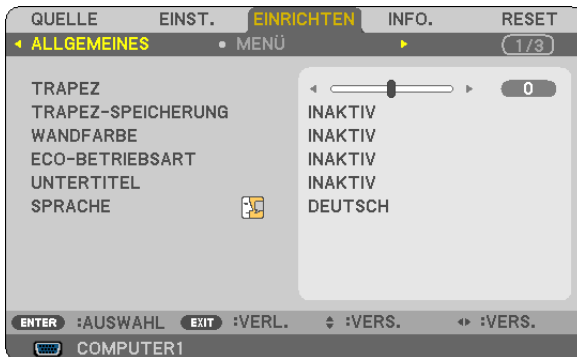 QUELLE EINST. EINRICHTEN INFO. RESET
ALLGEMEINES MENÜ (1/3)
TRAPEZ 0
TRAPEZ-SPEICHERUNG INAKTIV
WANDFARBE INAKTIV
ECO-BETRIEBSART INAKTIV
UNTERTITEL INAKTIV
SPRACHE DEUTSCH
ENTER :AUSWAHL EXIT :VERL. :VERS. :VERS.
COMPUTER1